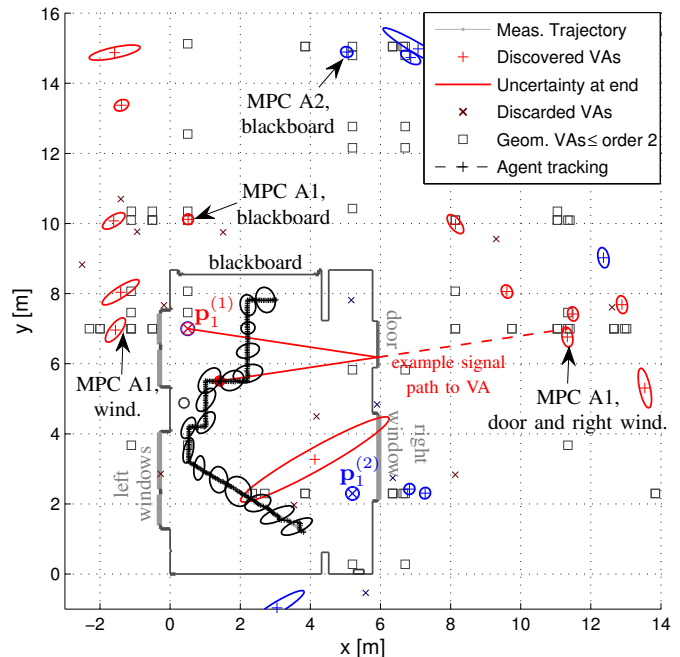 16
14
12
10
8
6
4
2
0
y [m]
−2
0
2
4
6
8
10
12
14
x [m]
Meas. Trajectory
Discovered VAs
Uncertainty at end
Discarded VAs
Geom. VAs≤ order 2
Agent tracking
MPC A2,
blackboard
MPC A1,
blackboard
blackboard
p₁⁽¹⁾
door
example signal
path to VA
MPC A1,
wind.
MPC A1,
door and right wind.
left
windows
p₁⁽²⁾
window
right